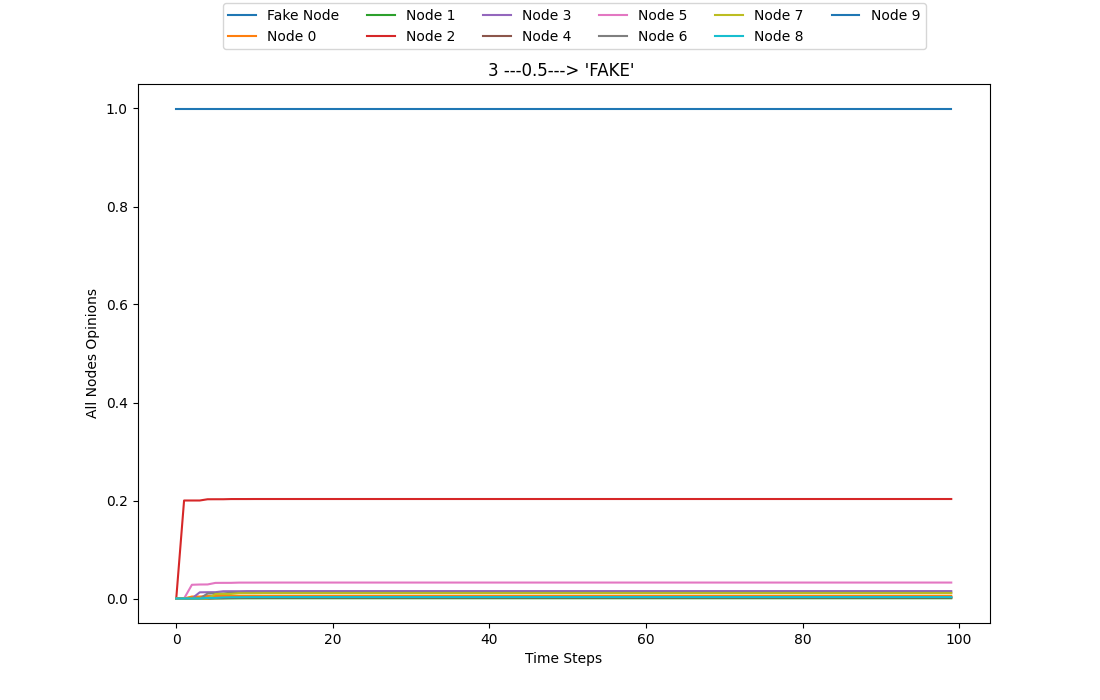 Fake Node Node 1 Node 3 Node 5 Node 7 Node 9
Node 0 Node 2 Node 4 Node 6 Node 8
3 ---0.5---> 'FAKE'
1.0
0.8
0.6
0.4
0.2
0.0
All Nodes Opinions
0 20 40 60 80 100
Time Steps